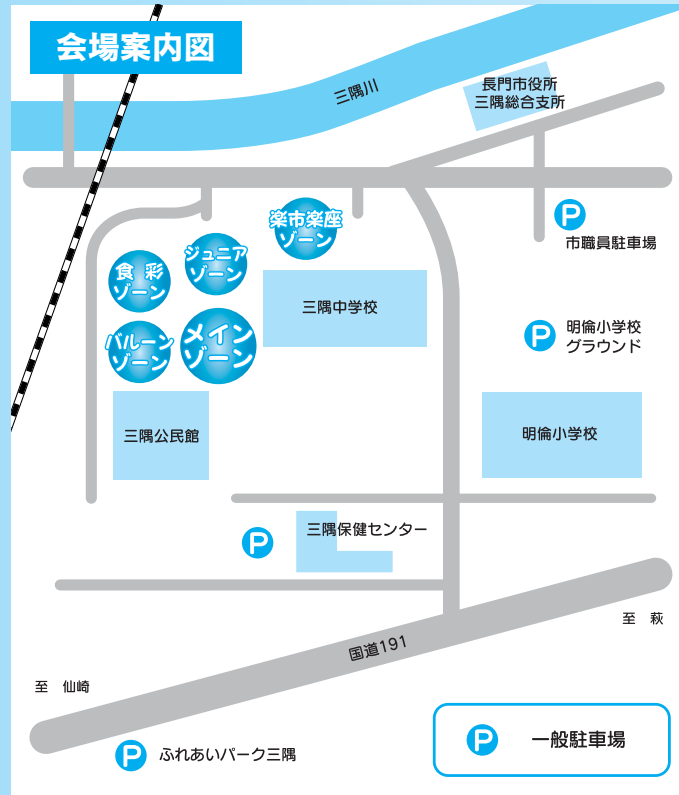 会場案内図
三隅川
長門市役所
三隅総合支所
楽市楽座
ゾーン
P
市職員駐車場
ジュニア
ゾーン
食彩
ゾーン
三隅中学校
バルーン
ゾーン
メイン
ゾーン
P
明倫小学校
グラウンド
三隅公民館
明倫小学校
P
三隅保健センター
国道191
至 萩
至 仙崎
P ふれあいパーク三隅
P 一般駐車場